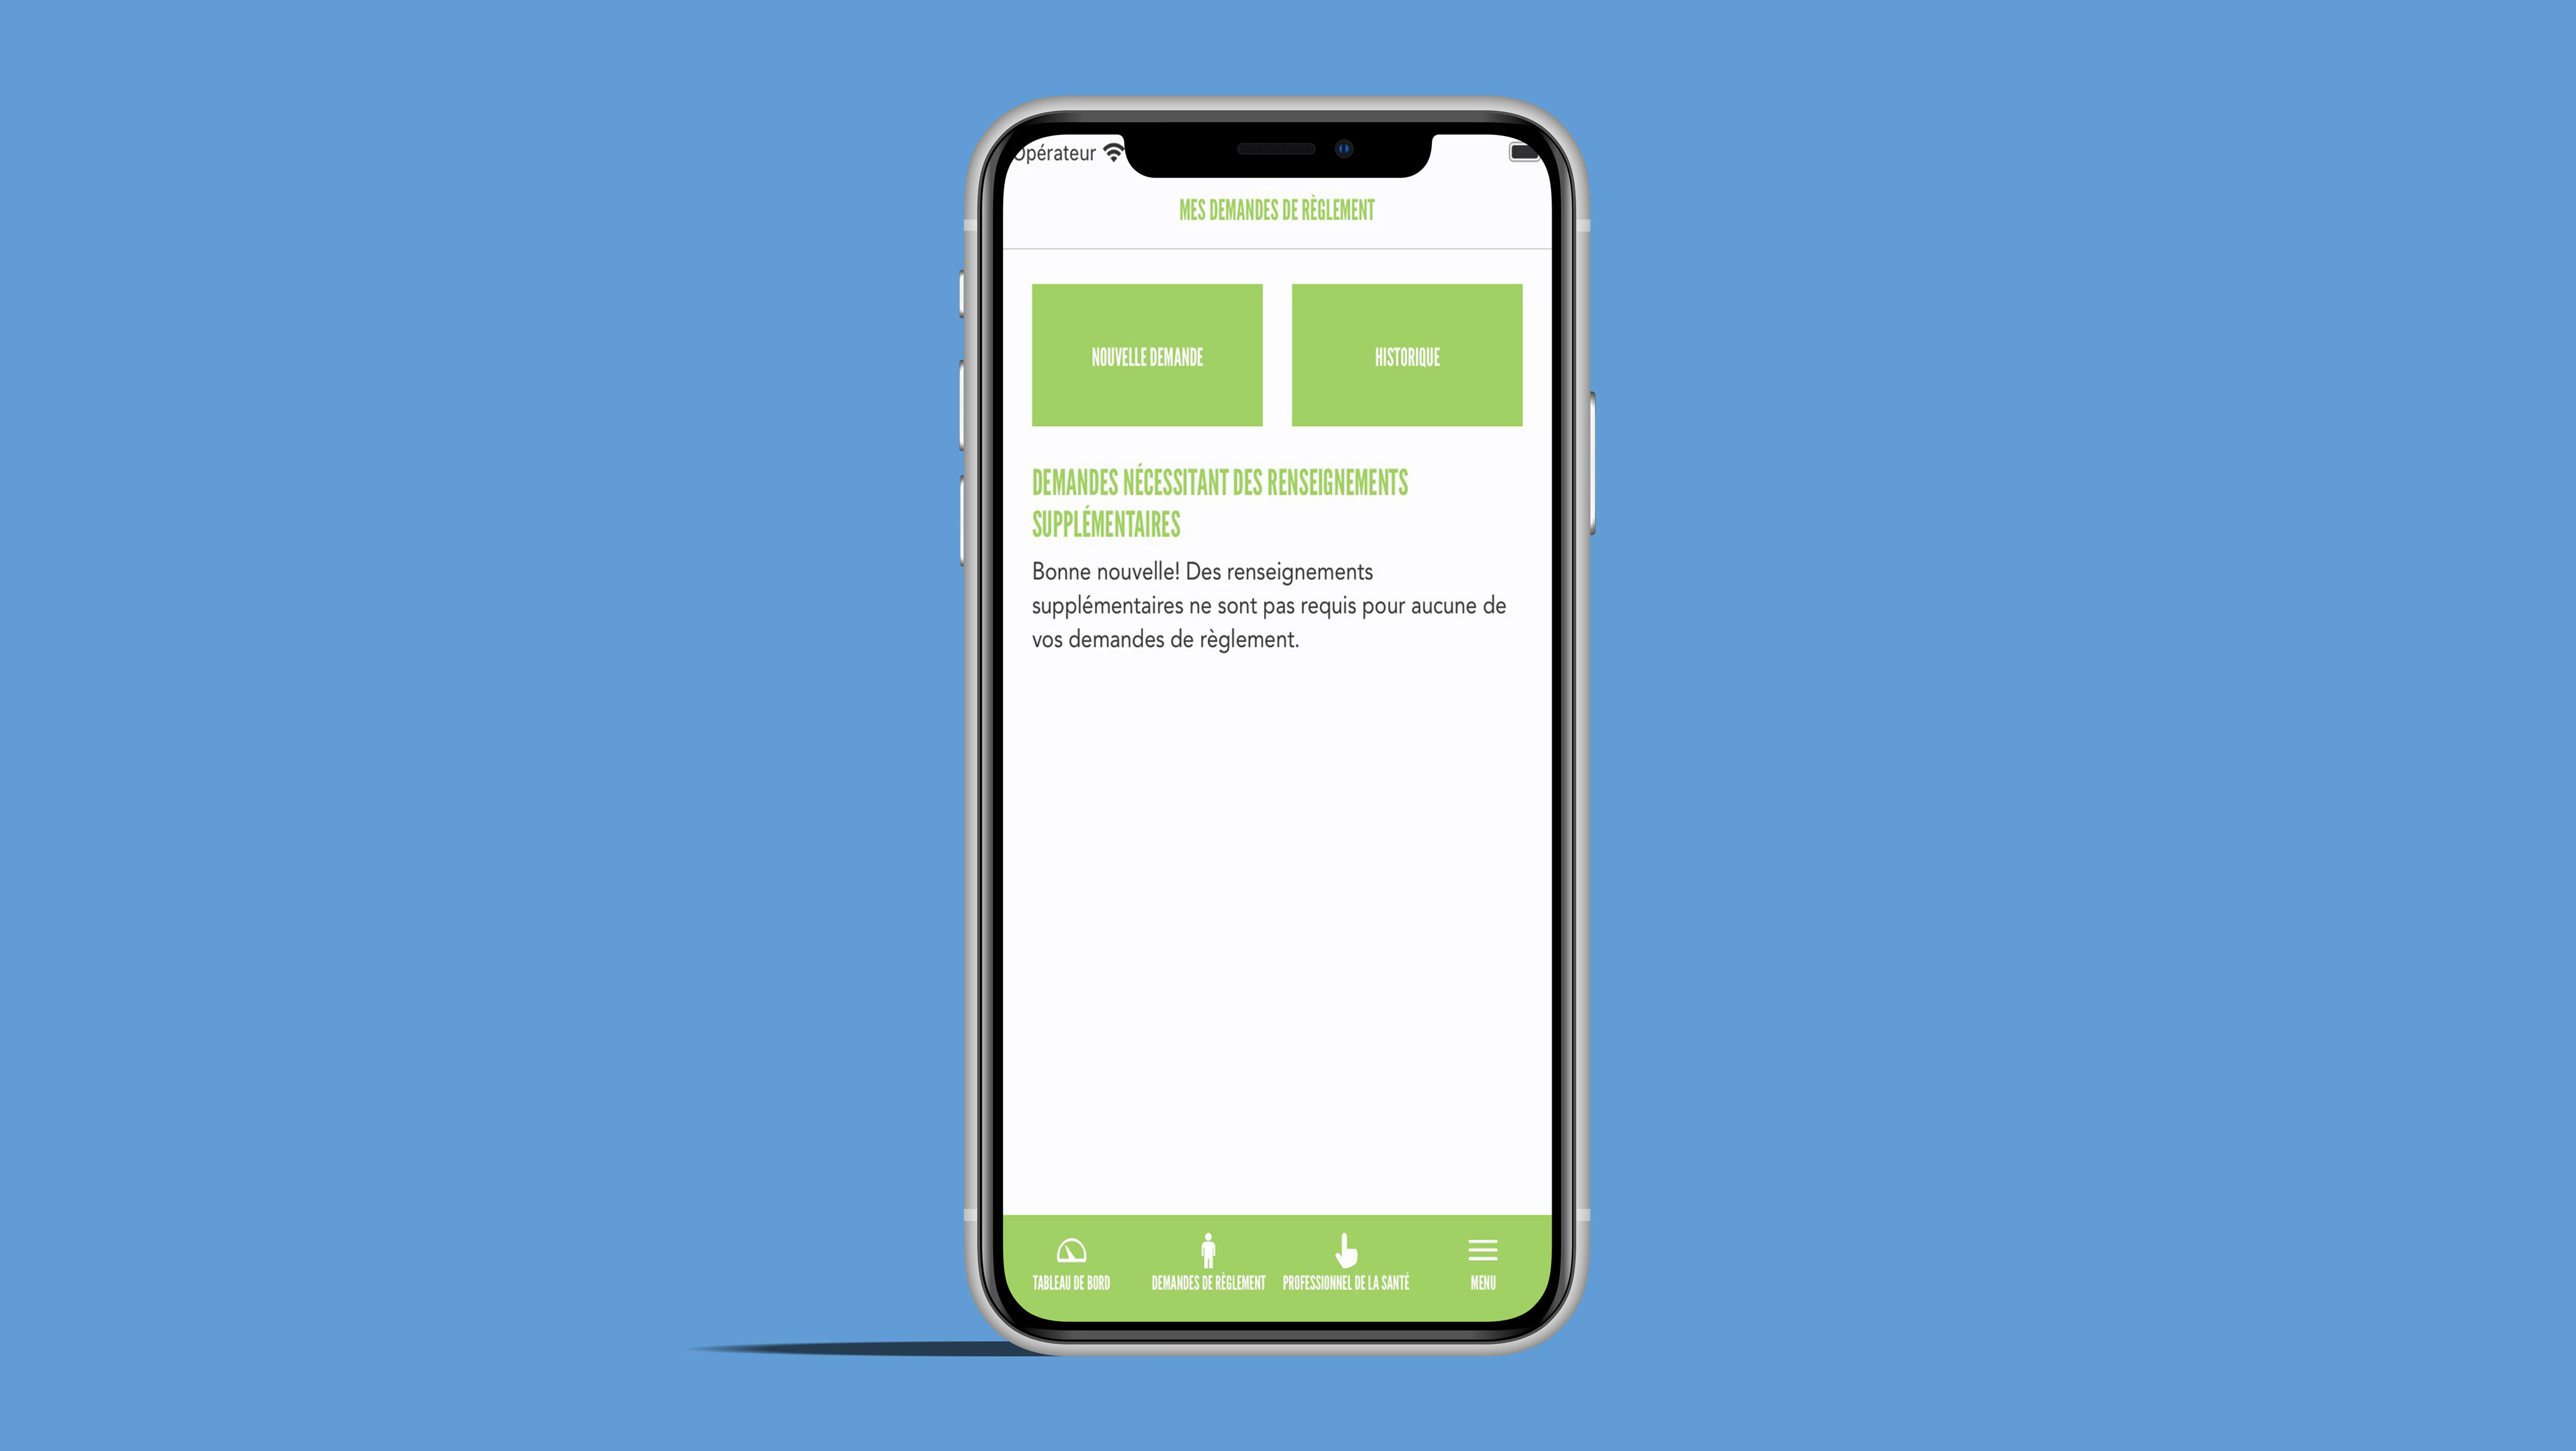 Opérateur
MES DEMANDES DE RÈGLEMENT
NOUVELLE DEMANDE
HISTORIQUE
DEMANDES NÉCESSITANT DES RENSEIGNEMENTS
SUPPLÉMENTAIRES
Bonne nouvelle! Des renseignements
supplémentaires ne sont pas requis pour aucune de
vos demandes de règlement.
TABLEAU DE BORD
DEMANDES DE RÈGLEMENT
PROFESSIONNEL DE LA SANTÉ
MENU